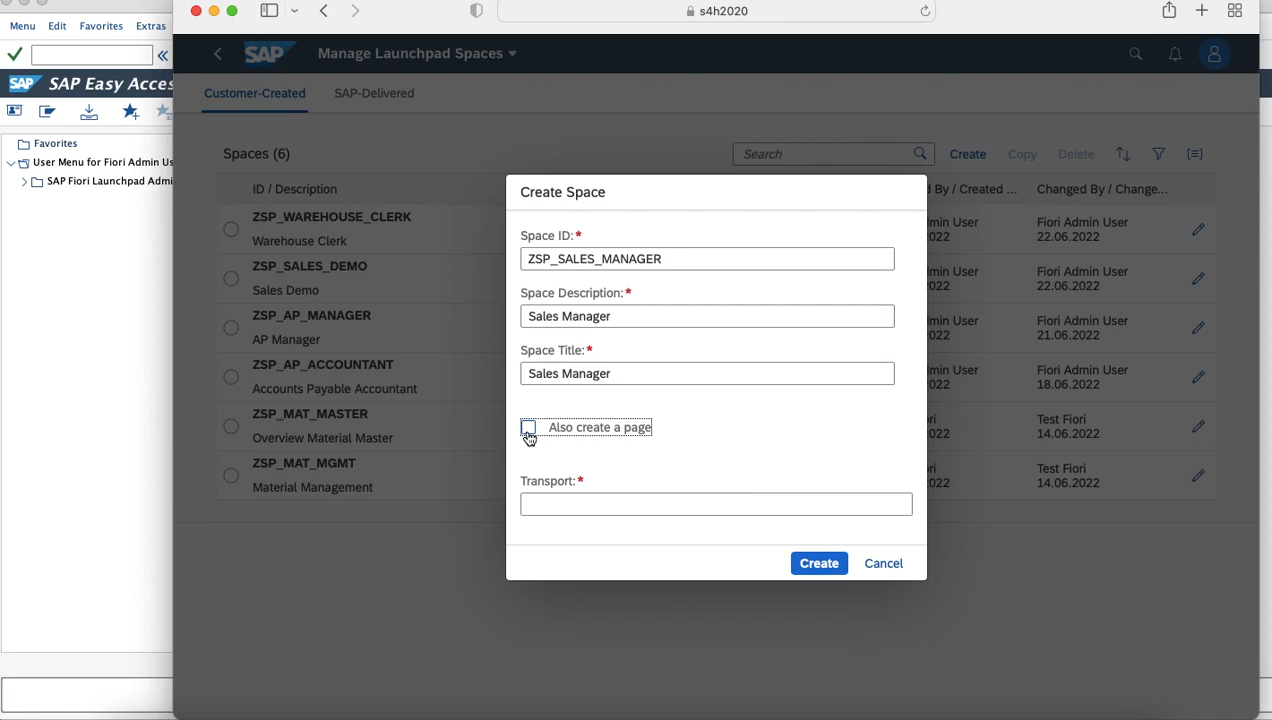 Menu Edit Favorites Extras
SAP SAP Easy Acces
Favorites
User Menu for Fiori Admin Us
SAP Fiori Launchpad Admi
s4h2020
SAP Manage Launchpad Spaces
Customer-Created SAP-Delivered
Spaces (6) Search Create Copy Delete
ID / Description d By / Created ... Changed By / Change...
ZSP_WAREHOUSE_CLERK
Warehouse Clerk
min User
022
Fiori Admin User
22.06.2022
ZSP_SALES_DEMO
Sales Demo
min User
022
Fiori Admin User
22.06.2022
ZSP_AP_MANAGER
AP Manager
min User
022
Fiori Admin User
21.06.2022
ZSP_AP_ACCOUNTANT
Accounts Payable Accountant
min User
022
Fiori Admin User
18.06.2022
ZSP_MAT_MASTER
Overview Material Master
ri
022
Test Fiori
14.06.2022
ZSP_MAT_MGMT
Material Management
ri
022
Test Fiori
14.06.2022
Create Space
Space ID:*
ZSP_SALES_MANAGER
Space Description:*
Sales Manager
Space Title:*
Sales Manager
Also create a page
Transport:*
Create Cancel